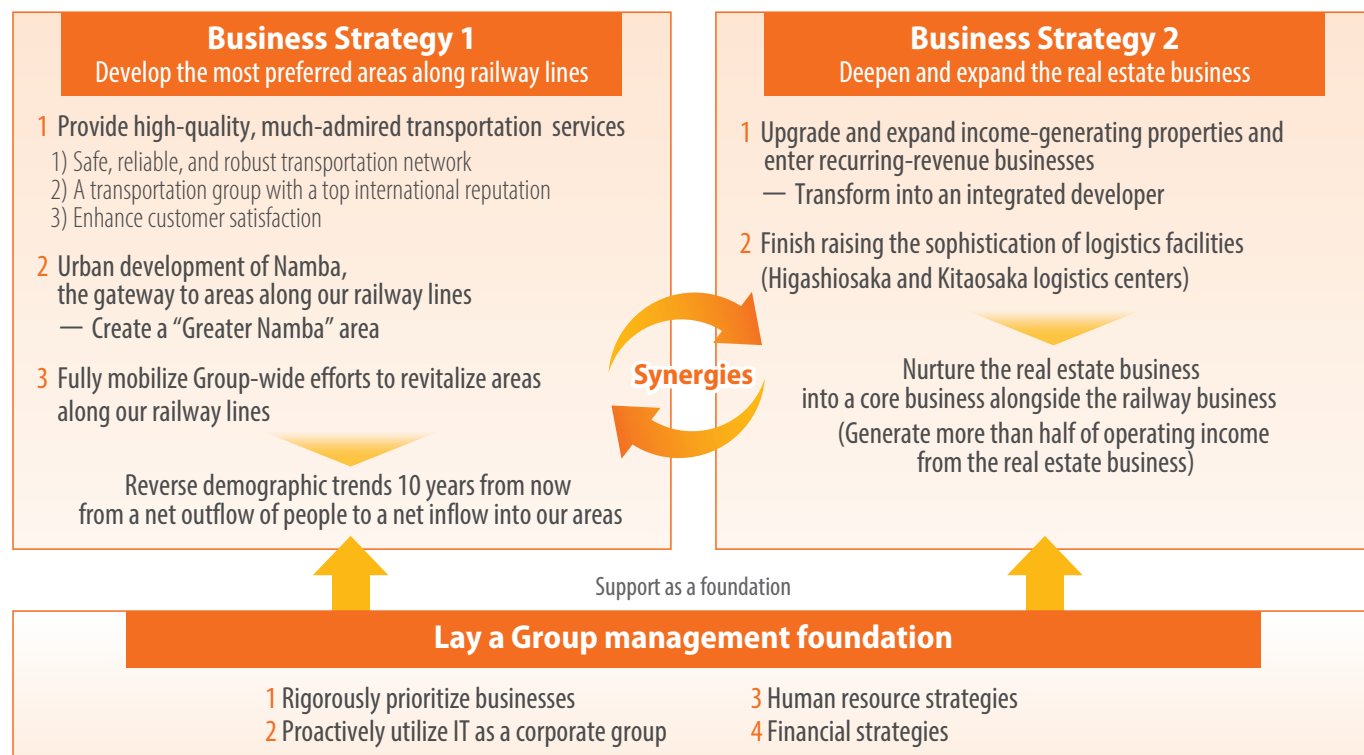 Business Strategy 1
Develop the most preferred areas along railway lines
1 Provide high-quality, much-admired transportation services
1) Safe, reliable, and robust transportation network
2) A transportation group with a top international reputation
3) Enhance customer satisfaction
2 Urban development of Namba,
the gateway to areas along our railway lines
— Create a “Greater Namba” area
3 Fully mobilize Group-wide efforts to revitalize areas
along our railway lines
Reverse demographic trends 10 years from now
from a net outflow of people to a net inflow into our areas
Synergies
Business Strategy 2
Deepen and expand the real estate business
1 Upgrade and expand income-generating properties and
enter recurring-revenue businesses
— Transform into an integrated developer
2 Finish raising the sophistication of logistics facilities
(Higashiosaka and Kitaosaka logistics centers)
Nurture the real estate business
into a core business alongside the railway business
(Generate more than half of operating income
from the real estate business)
Support as a foundation
Lay a Group management foundation
1 Rigorously prioritize businesses
2 Proactively utilize IT as a corporate group
3 Human resource strategies
4 Financial strategies